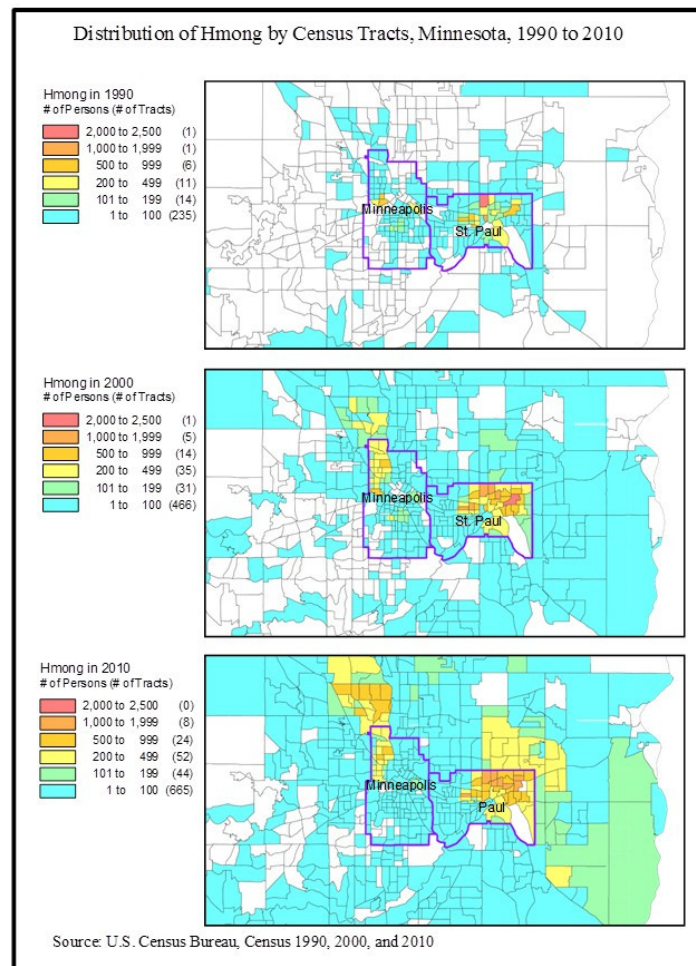 Distribution of Hmong by Census Tracts, Minnesota, 1990 to 2010
Hmong in 1990
# of Persons (# of Tracts)
2,000 to 2,500 (1)
1,000 to 1,999 (1)
500 to 999 (6)
200 to 499 (11)
101 to 199 (14)
1 to 100 (235)
Minneapolis
St. Paul
Hmong in 2000
# of Persons (# of Tracts)
2,000 to 2,500 (1)
1,000 to 1,999 (5)
500 to 999 (14)
200 to 499 (35)
101 to 199 (31)
1 to 100 (466)
Minneapolis
St. Paul
Hmong in 2010
# of Persons (# of Tracts)
2,000 to 2,500 (0)
1,000 to 1,999 (8)
500 to 999 (24)
200 to 499 (52)
101 to 199 (44)
1 to 100 (665)
Minneapolis
Paul
Source: U.S. Census Bureau, Census 1990, 2000, and 2010